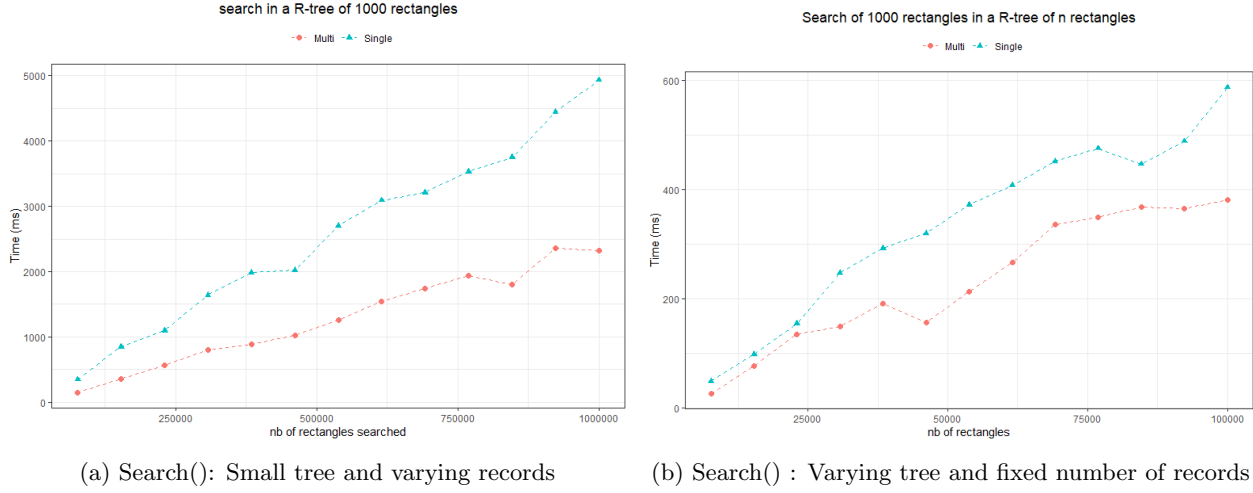 search in a R-tree of 1000 rectangles
Multi Single
5000
4000
3000
2000
1000
0
Time (ms)
250000 500000 750000 1000000
nb of rectangles searched
(a) Search(): Small tree and varying records
Search of 1000 rectangles in a R-tree of n rectangles
Multi Single
600
400
200
0
Time (ms)
25000 50000 75000 100000
nb of rectangles
(b) Search() : Varying tree and fixed number of records